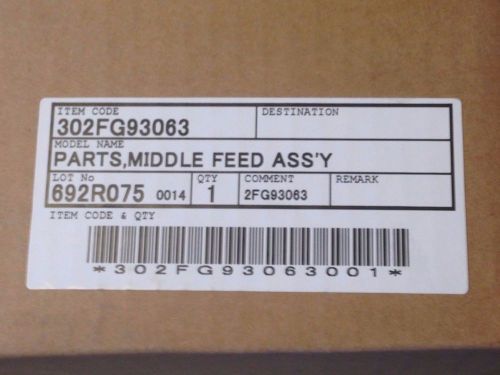 ITEM CODE DESTINATION
302FG93063
MODEL NAME
PARTS,MIDDLE FEED ASS'Y
LOT No QTY COMMENT REMARK
692R075 0014 1 2FG93063
ITEM CODE & QTY
*302FG93063001*